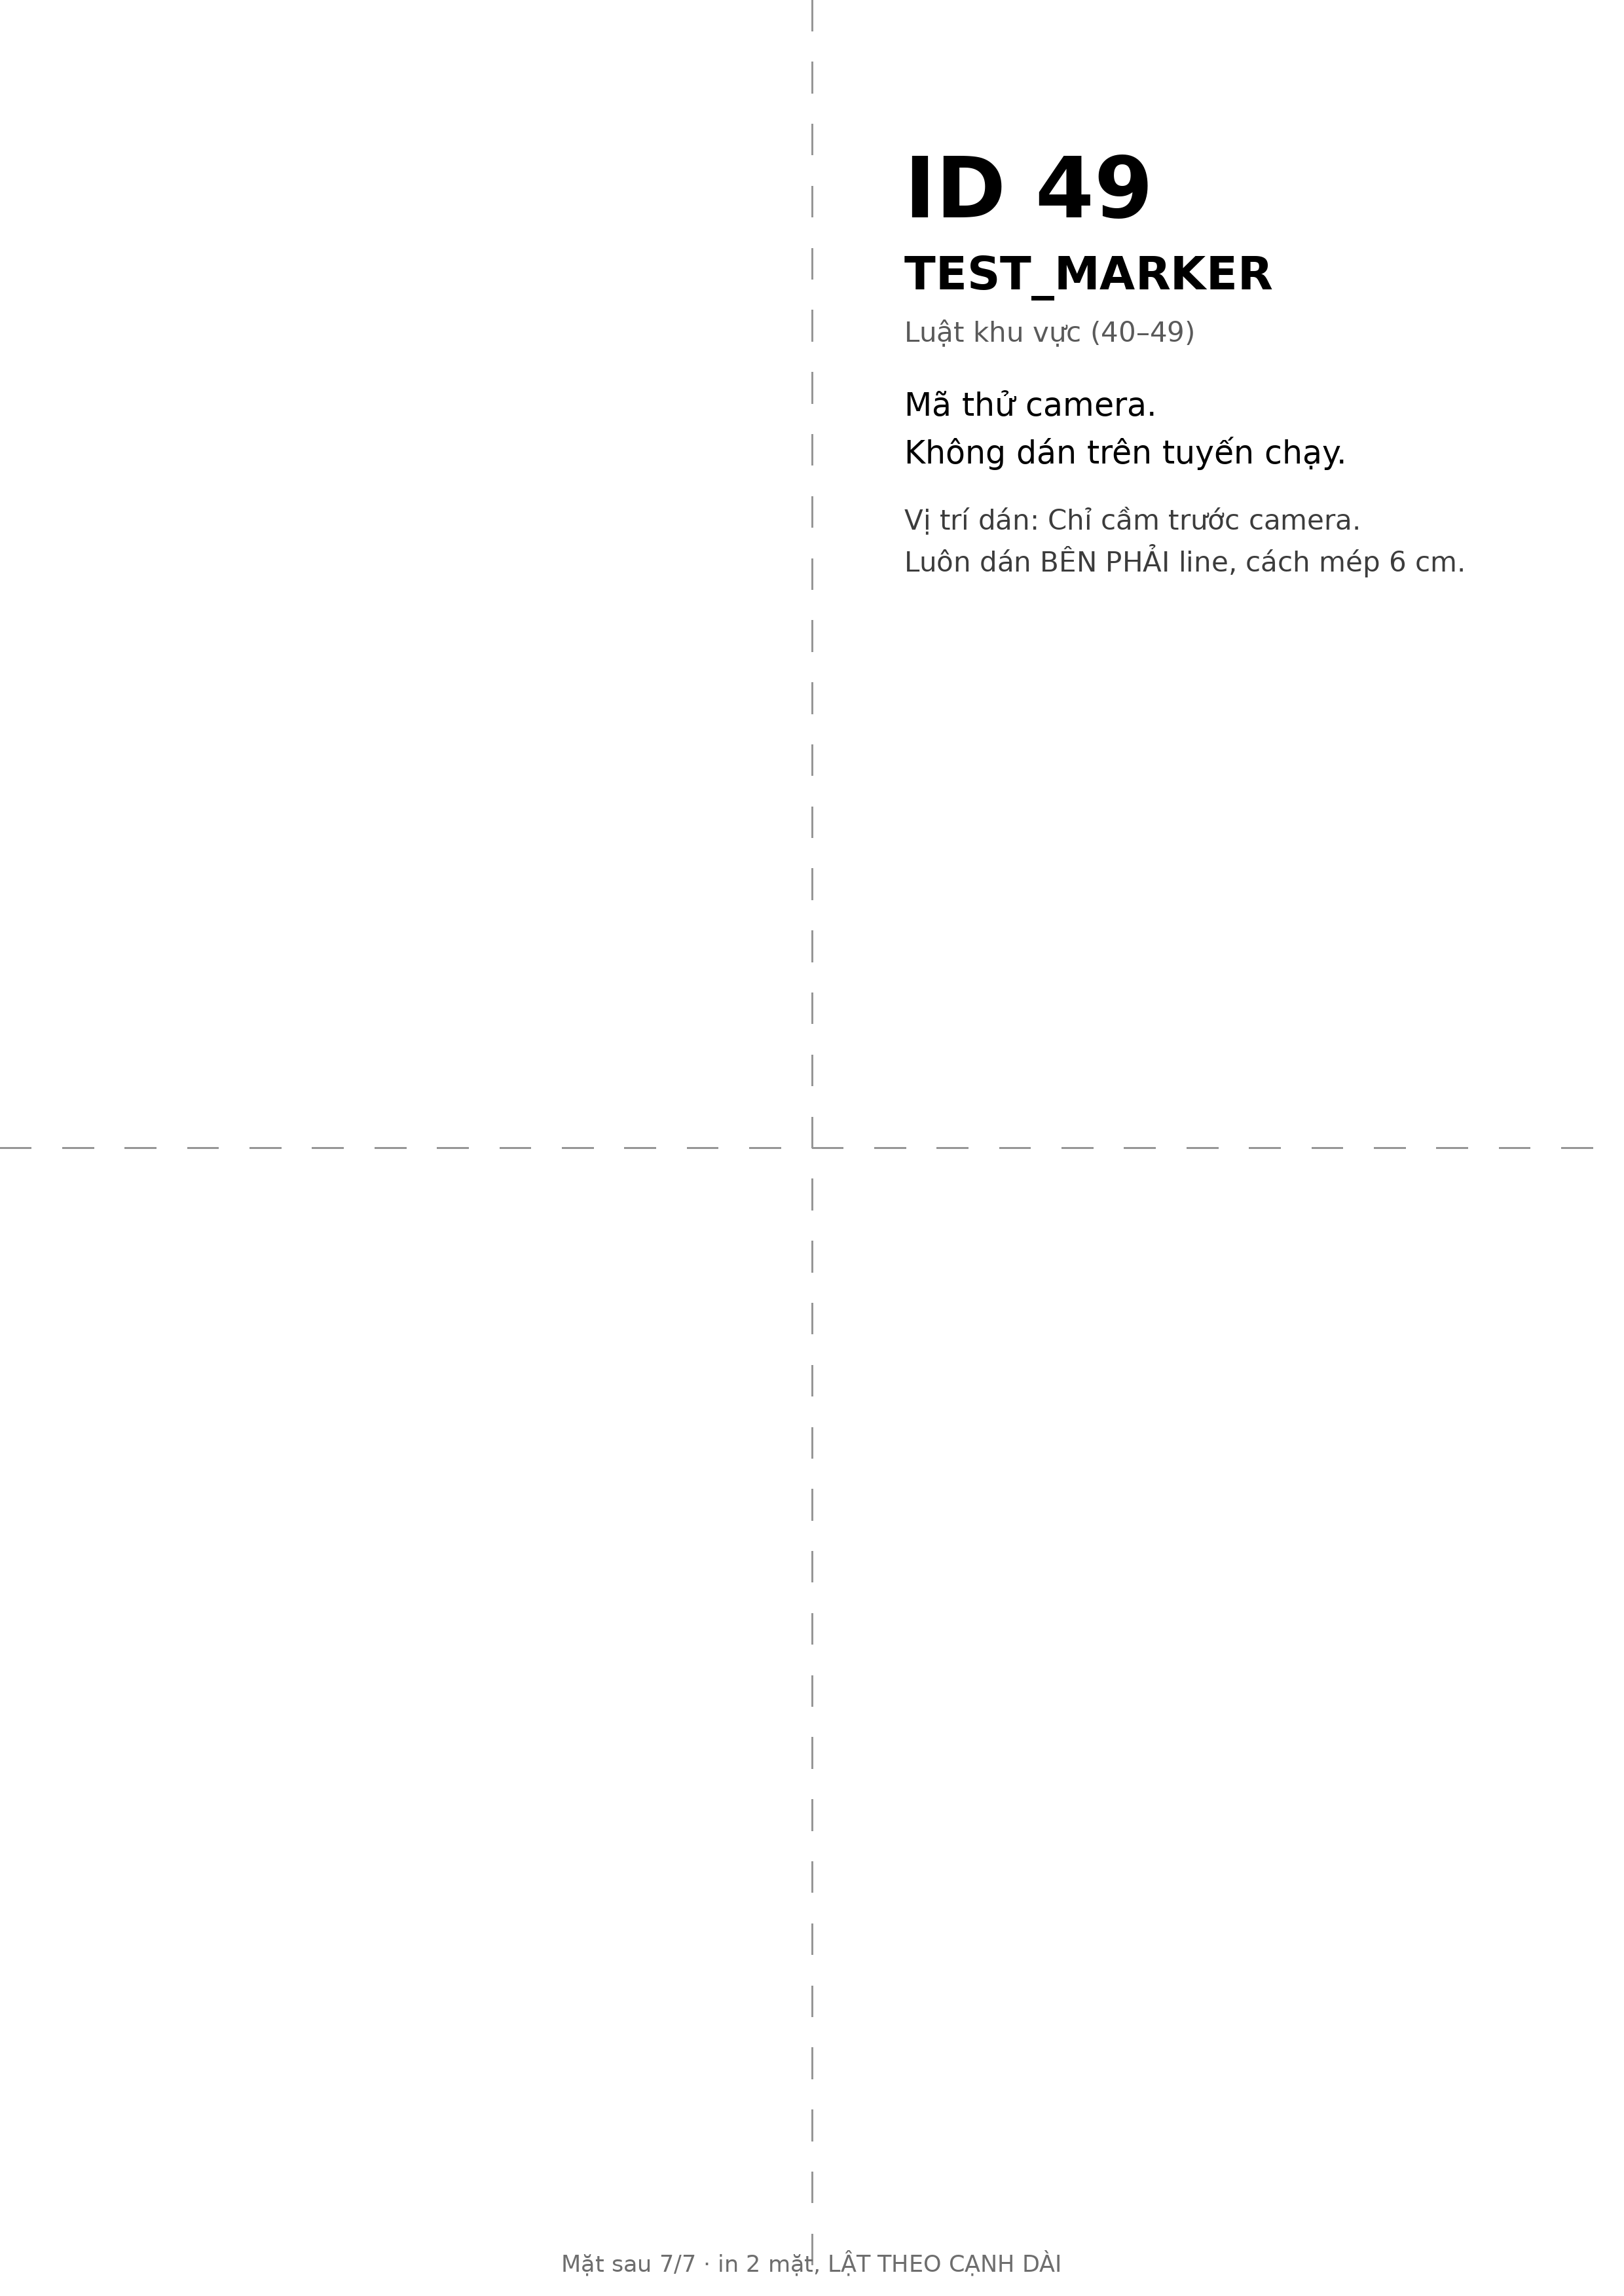 ID 49
TEST_MARKER
Luật khu vực (40–49)
Mã thử camera.
Không dán trên tuyến chạy.
Vị trí dán: Chỉ cầm trước camera.
Luôn dán BÊN PHẢI line, cách mép 6 cm.
Mặt sau 7/7 · in 2 mặt, LẬT THEO CẠNH DÀI